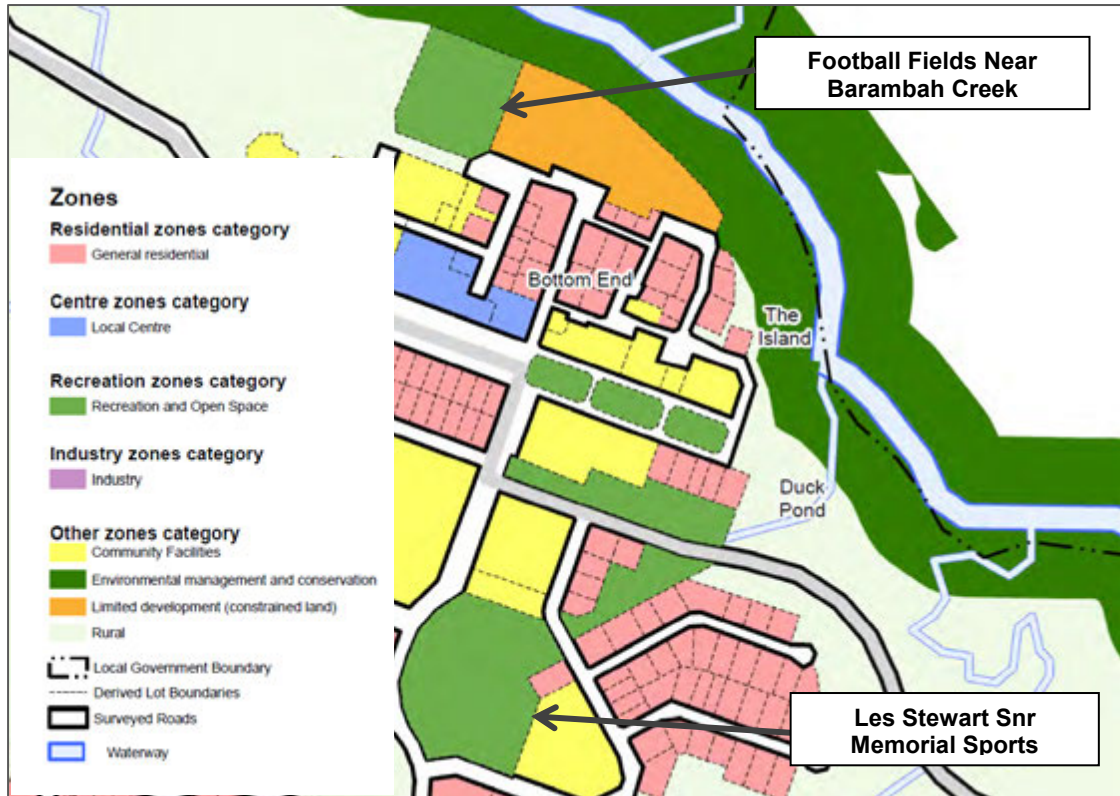 Football Fields Near
Barambah Creek
Zones
Residential zones category
General residential
Centre zones category
Local Centre
Recreation zones category
Recreation and Open Space
Industry zones category
Industry
Other zones category
Community Facilities
Environmental management and conservation
Limited development (constrained land)
Rural
Local Government Boundary
Derived Lot Boundaries
Surveyed Roads
Waterway
Bottom End
The
Island
Duck
Pond
Les Stewart Snr
Memorial Sports